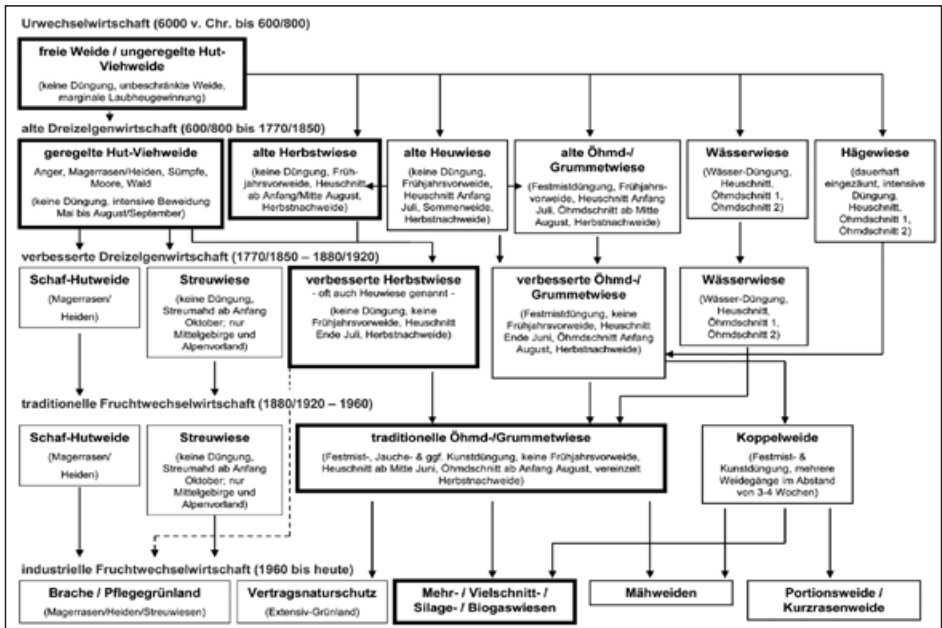 Urwechselwirtschaft (6000 v. Chr. bis 600/800)
freie Weide / ungeregelte Hut-
Viehweide
(keine Düngung, unbeschränkte Weide,
marginale Laubheugewinnung)
alte Dreizelgenwirtschaft (600/800 bis 1770/1850)
geregelte Hut-Viehweide
Anger, Magerrasen/Heiden, Sümpfe,
Moore, Wald
(keine Düngung, intensive Beweidung
Mai bis August/September)
alte Herbstwiese
(keine Düngung, Früh-
jahrsvorweide, Heuschnitt
ab Anfang/Mitte August,
Herbstnachweide)
alte Heuwiese
(keine Düngung,
Frühjahrsvorweide,
Heuschnitt Anfang
Juli, Sommerweide,
Herbstnachweide)
alte Öhmd-/
Grummetwiese
(Festmistdüngung, Frühjahrs-
vorweide, Heuschnitt Anfang
Juli, Öhmdschnitt ab Mitte
August, Herbstnachweide)
Wässerwiese
(Wässer-Düngung,
Heuschnitt,
Öhmdschnitt 1,
Öhmdschnitt 2)
Hägewiese
(dauerhaft
eingezäunt, intensive
Düngung,
Heuschnitt,
Öhmdschnitt 1,
Öhmdschnitt 2)
verbesserte Dreizelgenwirtschaft (1770/1850 – 1880/1920)
Schaf-Hutweide
(Magerrasen/
Heiden)
Streuwiese
(keine Düngung,
Streumahd ab Anfang
Oktober; nur
Mittelgebirge und
Alpenvorland)
verbesserte Herbstwiese
- oft auch Heuwiese genannt -
(keine Düngung, keine
Frühjahrsvorweide, Heuschnitt
Ende Juli, Herbstnachweide)
verbesserte Öhmd-/
Grummetwiese
(Festmistdüngung, keine
Frühjahrsvorweide, Heuschnitt
Ende Juni, Öhmdschnitt Anfang
August, Herbstnachweide)
Wässerwiese
(Wässer-Düngung,
Heuschnitt,
Öhmdschnitt 1,
Öhmdschnitt 2)
traditionelle Fruchtwechselwirtschaft (1880/1920 – 1960)
Schaf-Hutweide
(Magerrasen/
Heiden)
Streuwiese
(keine Düngung,
Streumahd ab Anfang
Oktober; nur
Mittelgebirge und
Alpenvorland)
traditionelle Öhmd-/Grummetwiese
(Festmist-, Jauche- & ggf. Kunstdüngung, keine Frühjahrsvorweide,
Heuschnitt ab Mitte Juni, Öhmdschnitt ab Anfang August, vereinzelt
Herbstnachweide)
Koppelweide
(Festmist- &
Kunstdüngung, mehrere
Weidegänge im Abstand
von 3-4 Wochen)
industrielle Fruchtwechselwirtschaft (1960 bis heute)
Brache / Pflegegrünland
(Magerrasen/Heiden/Streuwiesen)
Vertragsnaturschutz
(Extensiv-Grünland)
Mehr- / Vielschnitt- /
Silage- / Biogaswiesen
Mähweiden
Portionsweide /
Kurzrasenweide